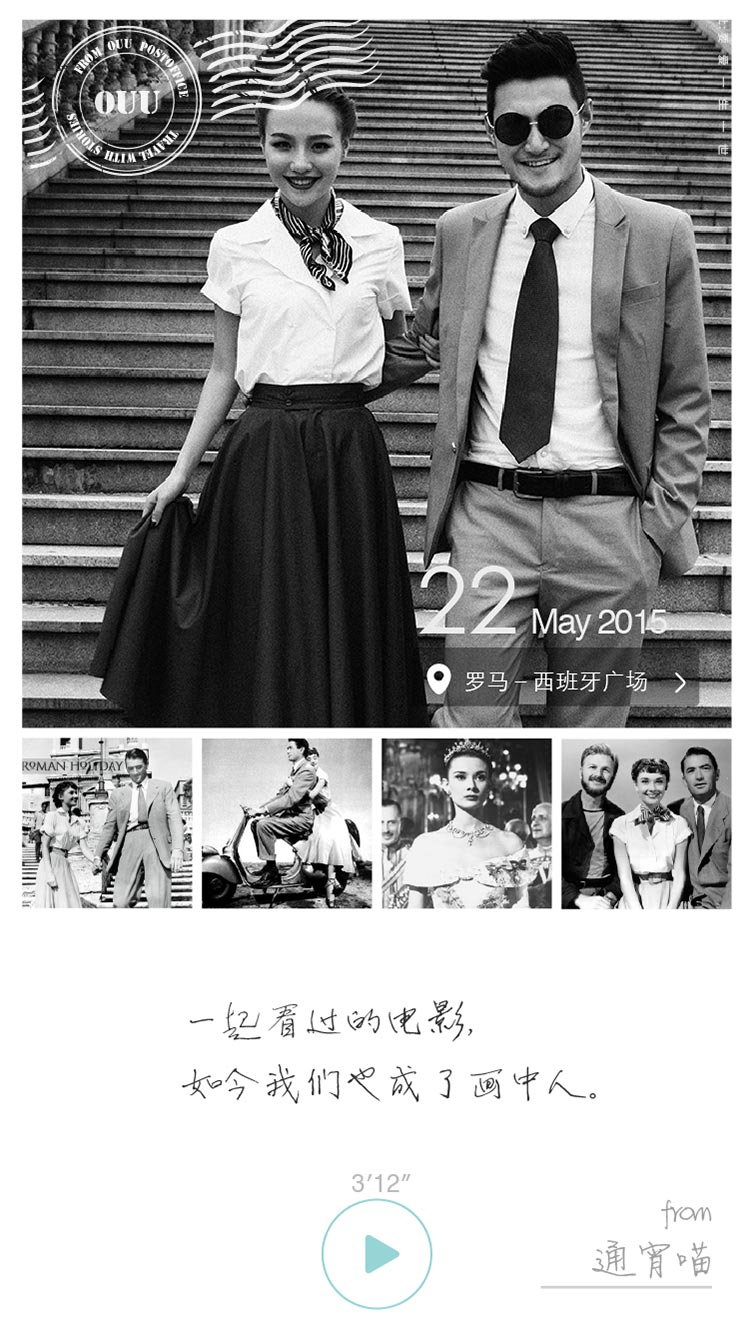 FROM OUU POSTOFFICE
OUU
TRAVEL WITH STORIES
22 May 2015
罗马 – 西班牙广场
ROMAN HOLIDAY
一起看过的电影,
如今我们也成了画中人。
3′12″
from
通宵喵